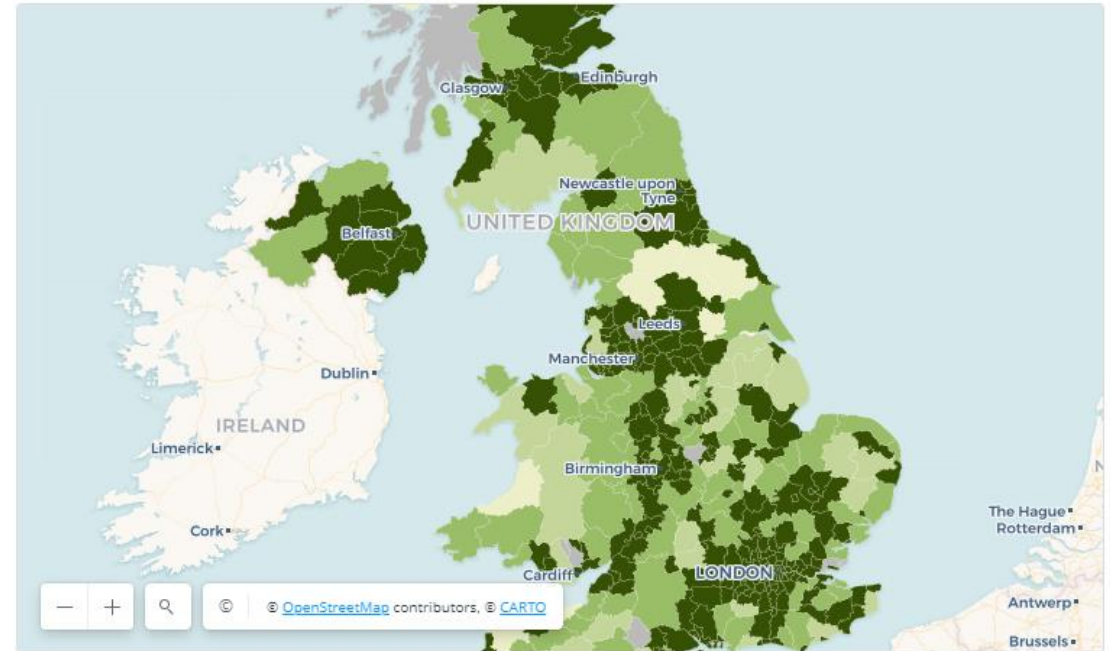 Glasgow
Edinburgh
Newcastle upon
Tyne
UNITED KINGDOM
Belfast
Leeds
Manchester
Dublin
IRELAND
Limerick
Birmingham
The Hague
Rotterdam
Cork
Cardiff
LONDON
Antwerp
Brussels
N
− + © © OpenStreetMap contributors, © CARTO